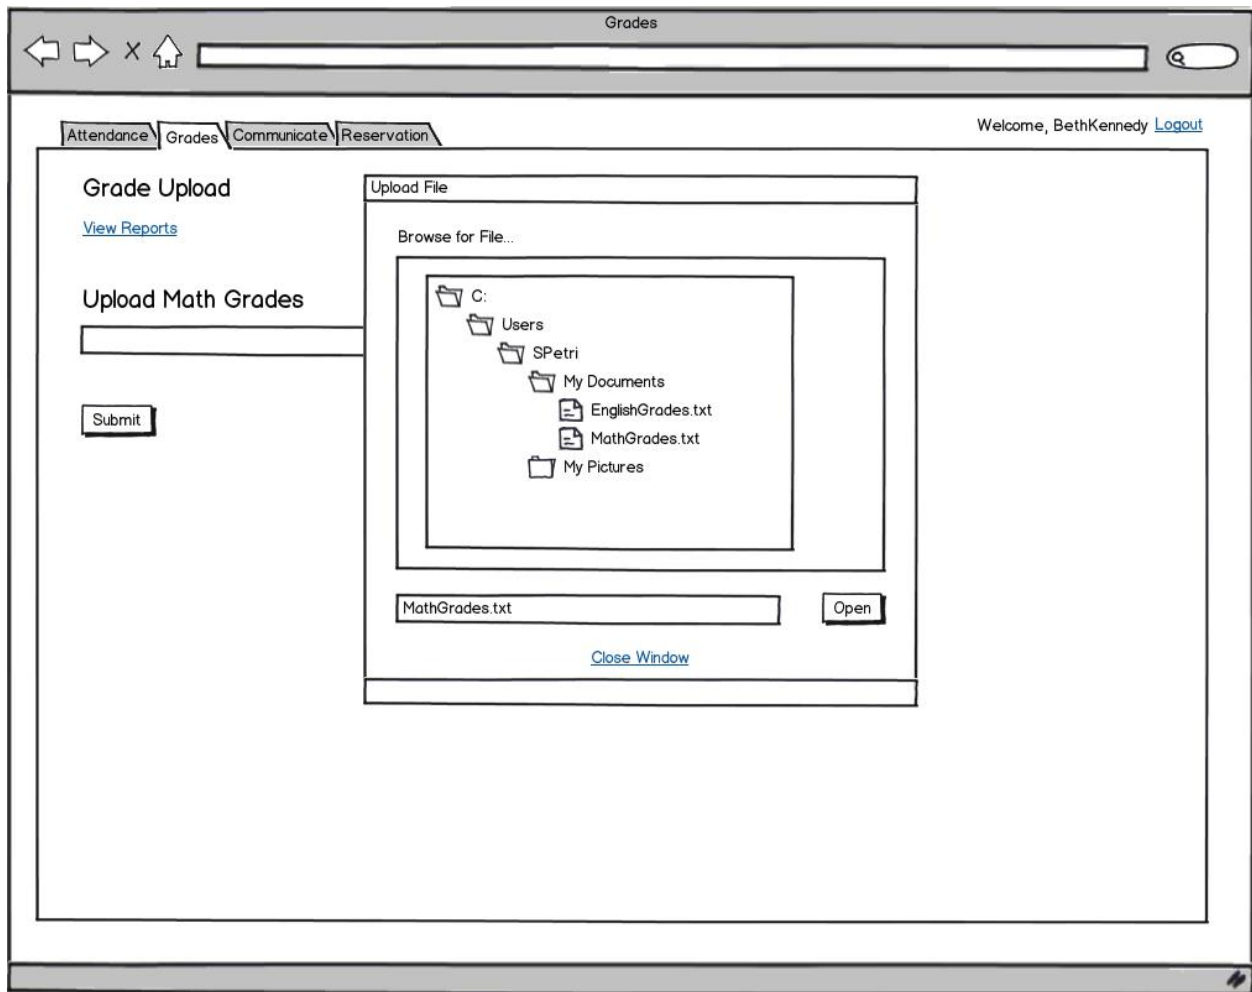 Grades
Attendance Grades Communicate Reservation
Welcome, BethKennedy Logout
Grade Upload
View Reports
Upload Math Grades
Submit
Upload File
Browse for File...
C:
Users
SPetri
My Documents
EnglishGrades.txt
MathGrades.txt
My Pictures
MathGrades.txt
Open
Close Window